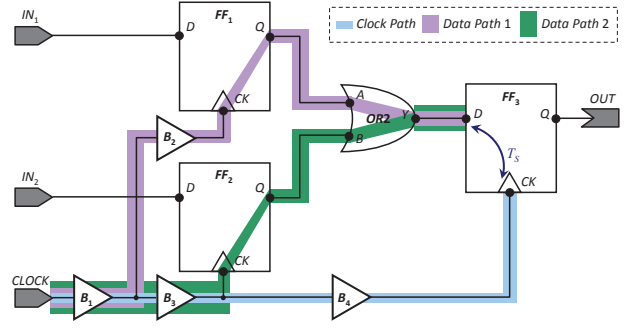 Clock Path Data Path 1 Data Path 2
IN1
FF1
D
Q
CK
B2
A
B
Y
OR2
FF3
D
Q
OUT
TS
CK
IN2
FF2
D
Q
CK
CLOCK
B1
B3
B4